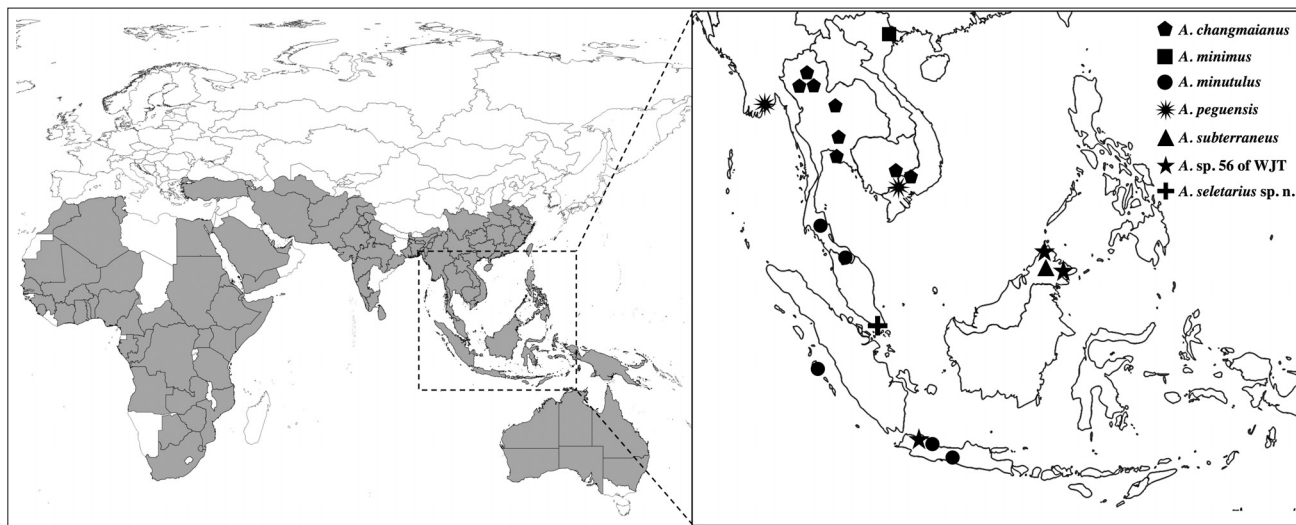 A. changmaianus
A. minimus
A. minutulus
A. peguensis
A. subterraneus
A. sp. 56 of WJT
A. seletarius sp. n.